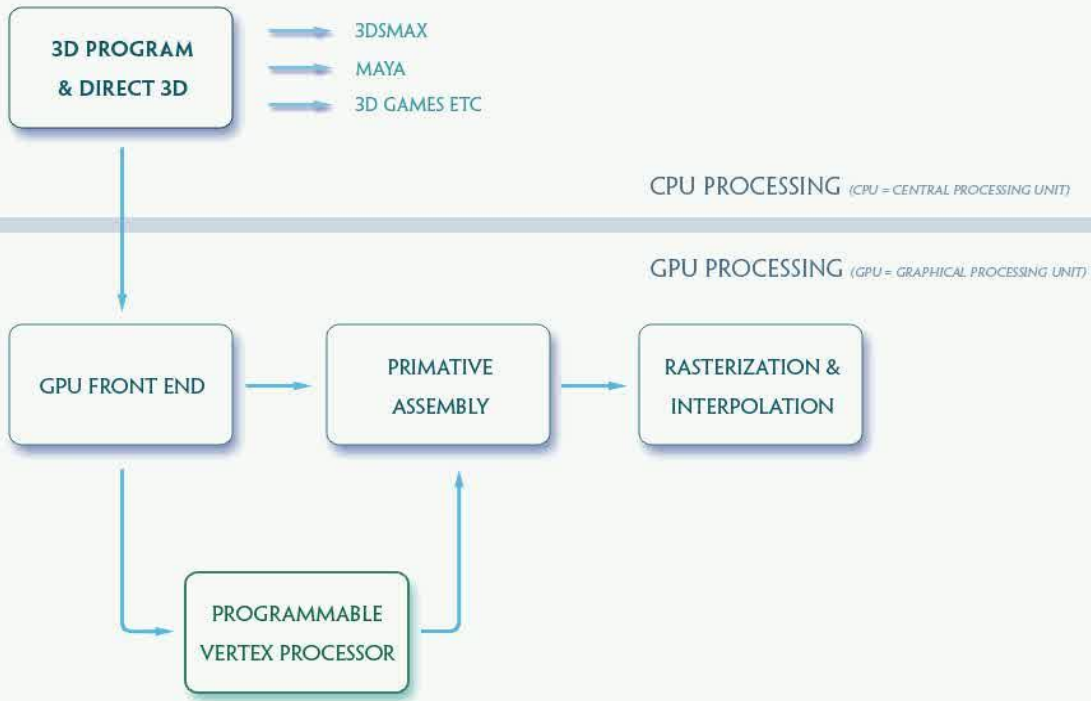 3D PROGRAM
& DIRECT 3D
3DSMAX
MAYA
3D GAMES ETC
CPU PROCESSING (CPU = CENTRAL PROCESSING UNIT)
GPU PROCESSING (GPU = GRAPHICAL PROCESSING UNIT)
GPU FRONT END
PRIMATIVE
ASSEMBLY
RASTERIZATION &
INTERPOLATION
PROGRAMMABLE
VERTEX PROCESSOR